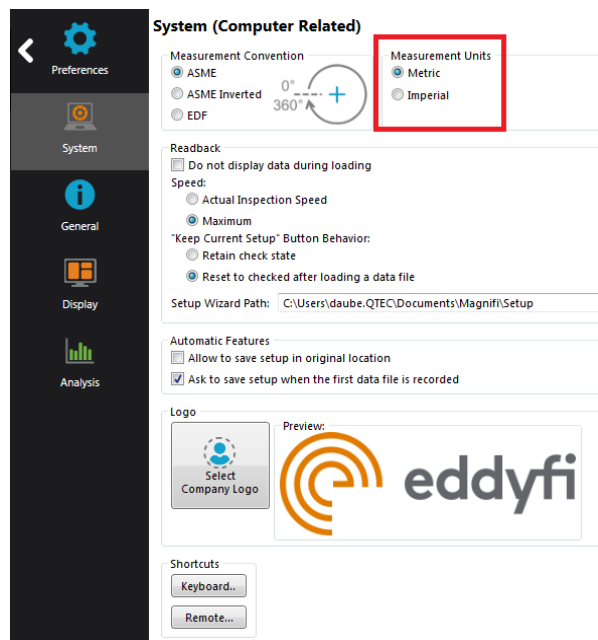 Preferences
System
General
Display
Analysis
System (Computer Related)
Measurement Convention
ASME
ASME Inverted
EDF
0°
360°
Measurement Units
Metric
Imperial
Readback
Do not display data during loading
Speed:
Actual Inspection Speed
Maximum
"Keep Current Setup" Button Behavior:
Retain check state
Reset to checked after loading a data file
Setup Wizard Path: C:\Users\daube.QTEC\Documents\Magnifi\Setup
Automatic Features
Allow to save setup in original location
Ask to save setup when the first data file is recorded
Logo
Select
Company Logo
Preview:
eddyfi
Shortcuts
Keyboard..
Remote...